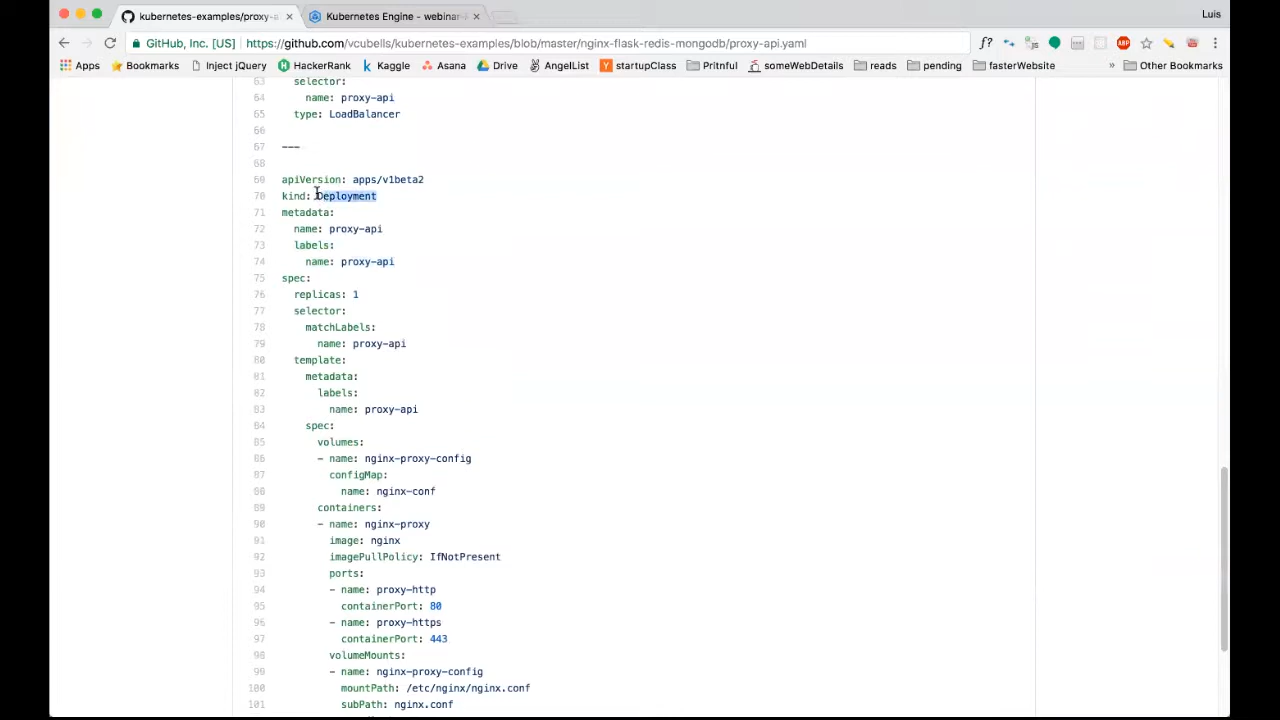 kubernetes-examples/proxy-a
Kubernetes Engine - webinar
Luis
GitHub, Inc. [US]
https://github.com/vcubells/kubernetes-examples/blob/master/nginx-flask-redis-mongodb/proxy-api.yaml
f?
ABP
Apps
Bookmarks
Inject jQuery
HackerRank
Kaggle
Asana
Drive
AngelList
startupClass
Pritnful
someWebDetails
reads
pending
fasterWebsite
»
Other Bookmarks
63 selector:
64 name: proxy-api
65 type: LoadBalancer
66
67 ---
68
69 apiVersion: apps/v1beta2
70 kind: Deployment
71 metadata:
72 name: proxy-api
73 labels:
74 name: proxy-api
75 spec:
76 replicas: 1
77 selector:
78 matchLabels:
79 name: proxy-api
80 template:
81 metadata:
82 labels:
83 name: proxy-api
84 spec:
85 volumes:
86 - name: nginx-proxy-config
87 configMap:
88 name: nginx-conf
89 containers:
90 - name: nginx-proxy
91 image: nginx
92 imagePullPolicy: IfNotPresent
93 ports:
94 - name: proxy-http
95 containerPort: 80
96 - name: proxy-https
97 containerPort: 443
98 volumeMounts:
99 - name: nginx-proxy-config
100 mountPath: /etc/nginx/nginx.conf
101 subPath: nginx.conf